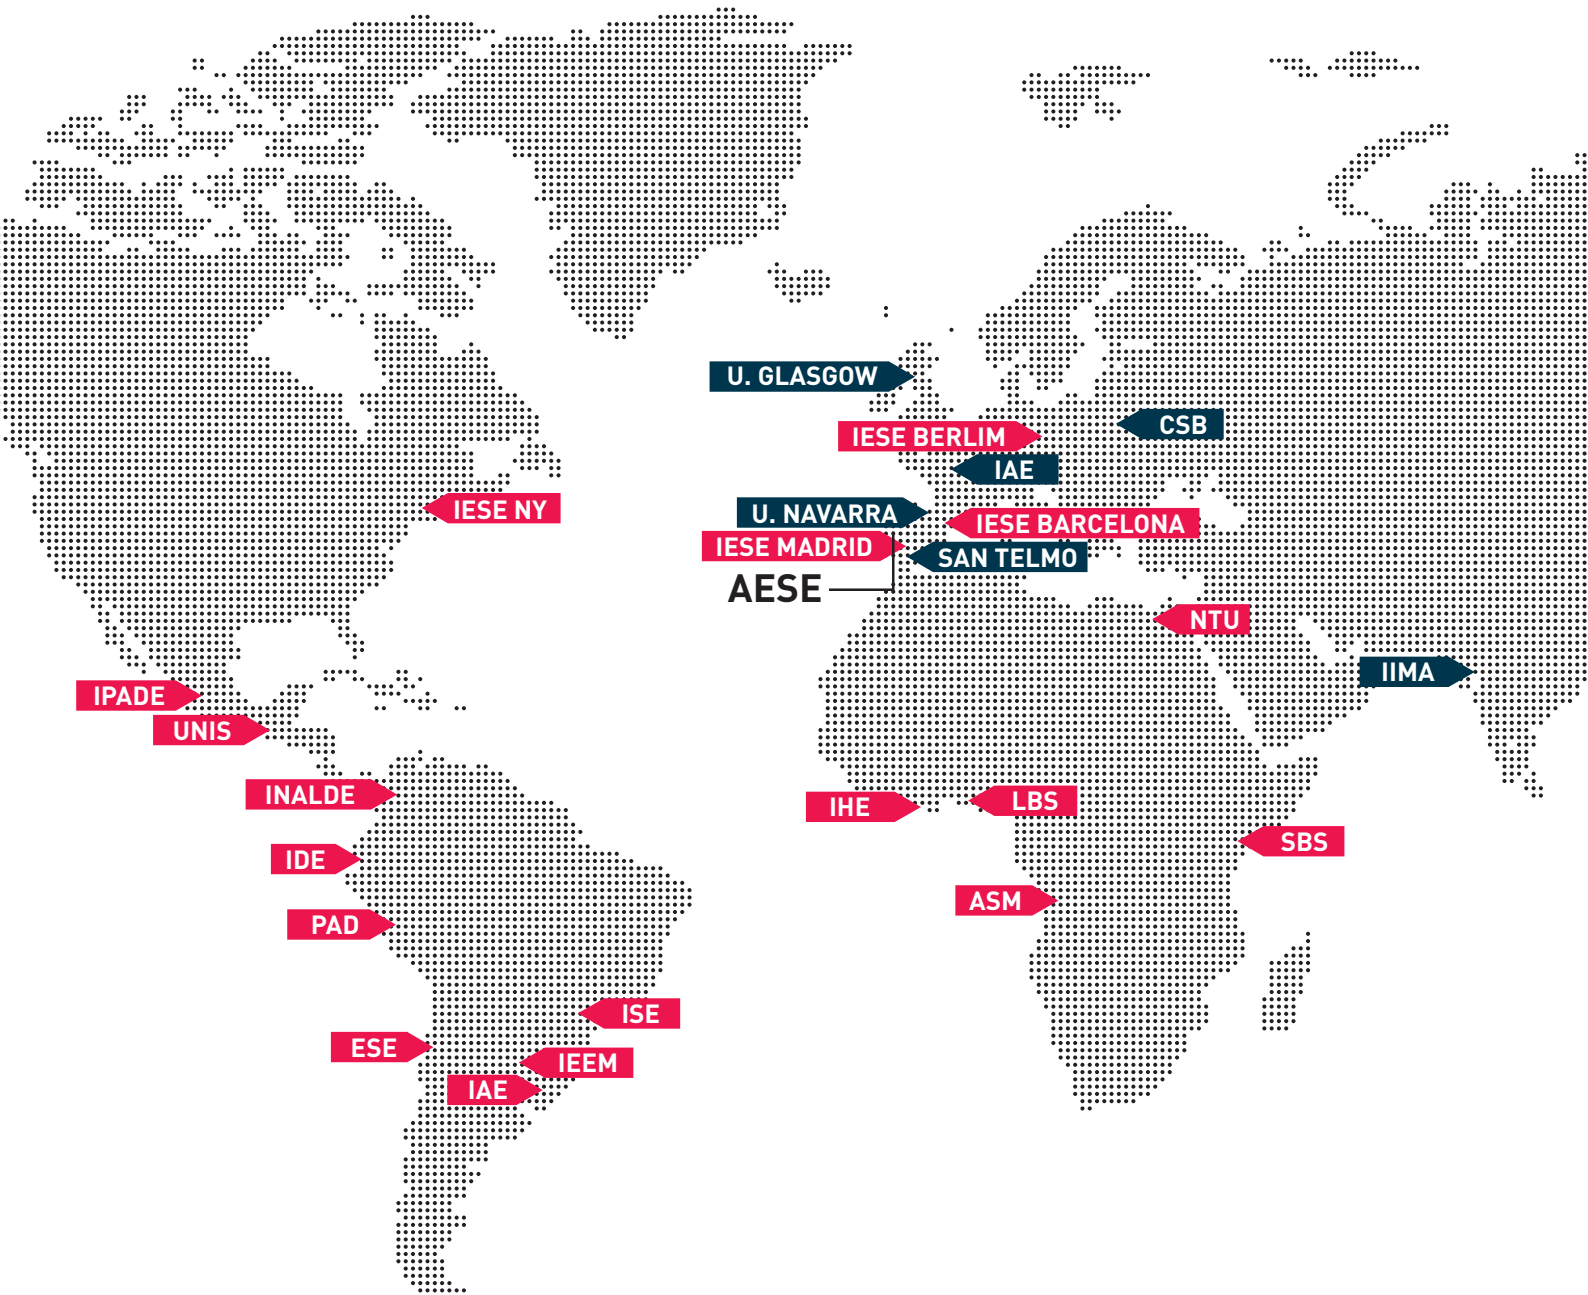 U. GLASGOW
CSB
IESE BERLIM
IAE
IESE NY
U. NAVARRA
IESE BARCELONA
IESE MADRID
SAN TELMO
AESE
NTU
IIMA
IPADE
UNIS
INALDE
IHE
LBS
SBS
IDE
ASM
PAD
ISE
ESE
IEEM
IAE